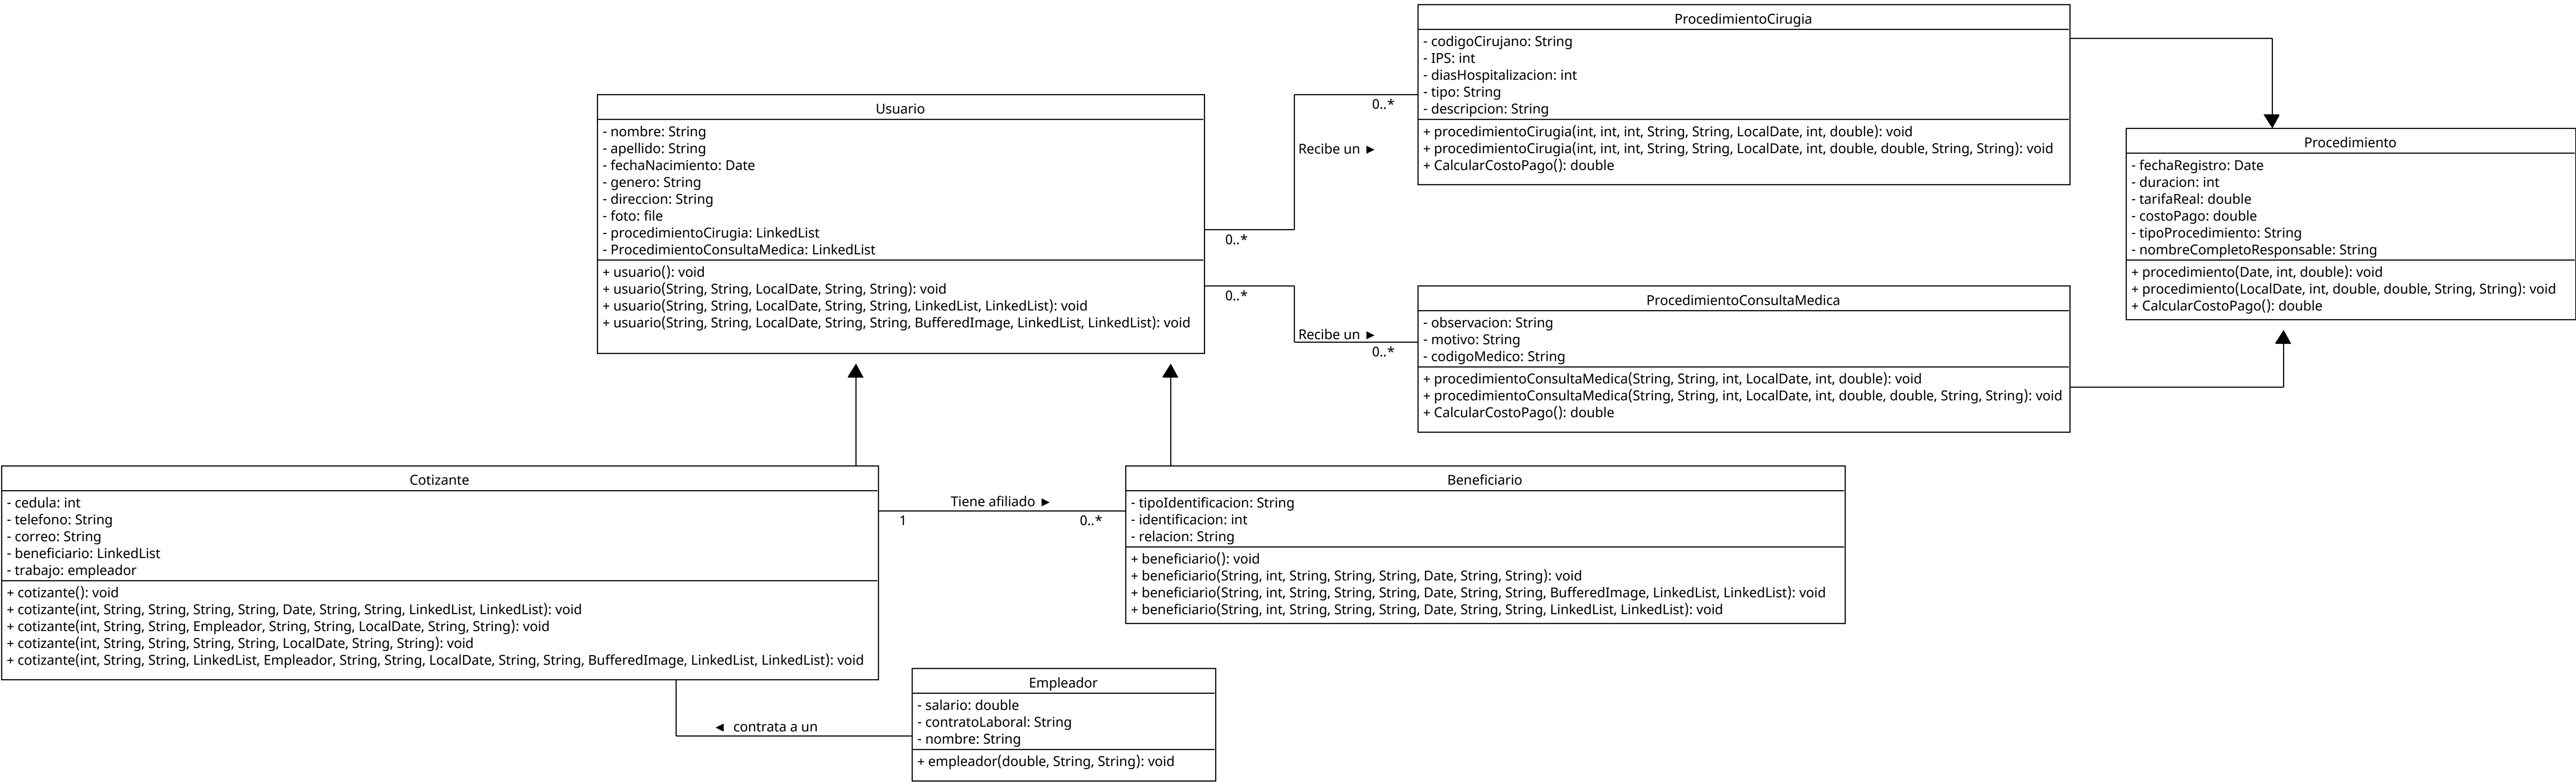 ProcedimientoCirugia
- codigoCirujano: String
- IPS: int
- diasHospitalizacion: int
- tipo: String
- descripcion: String
+ procedimientoCirugia(int, int, int, String, String, LocalDate, int, double): void
+ procedimientoCirugia(int, int, int, String, String, LocalDate, int, double, double, String, String): void
+ CalcularCostoPago(): double
Usuario
- nombre: String
- apellido: String
- fechaNacimiento: Date
- genero: String
- direccion: String
- foto: file
- procedimientoCirugia: LinkedList
- ProcedimientoConsultaMedica: LinkedList
+ usuario(): void
+ usuario(String, String, LocalDate, String, String): void
+ usuario(String, String, LocalDate, String, String, LinkedList, LinkedList): void
+ usuario(String, String, LocalDate, String, String, BufferedImage, LinkedList, LinkedList): void
0..*
Recibe un ►
0..*
0..*
Recibe un ►
0..*
Procedimiento
- fechaRegistro: Date
- duracion: int
- tarifaReal: double
- costoPago: double
- tipoProcedimiento: String
- nombreCompletoResponsable: String
+ procedimiento(Date, int, double): void
+ procedimiento(LocalDate, int, double, double, String, String): void
+ CalcularCostoPago(): double
ProcedimientoConsultaMedica
- observacion: String
- motivo: String
- codigoMedico: String
+ procedimientoConsultaMedica(String, String, int, LocalDate, int, double): void
+ procedimientoConsultaMedica(String, String, int, LocalDate, int, double, double, String, String): void
+ CalcularCostoPago(): double
Cotizante
- cedula: int
- telefono: String
- correo: String
- beneficiario: LinkedList
- trabajo: empleador
+ cotizante(): void
+ cotizante(int, String, String, String, String, Date, String, String, LinkedList, LinkedList): void
+ cotizante(int, String, String, Empleador, String, String, LocalDate, String, String): void
+ cotizante(int, String, String, String, String, LocalDate, String, String): void
+ cotizante(int, String, String, LinkedList, Empleador, String, String, LocalDate, String, String, BufferedImage, LinkedList, LinkedList): void
Tiene afiliado ►
1
0..*
Beneficiario
- tipoIdentificacion: String
- identificacion: int
- relacion: String
+ beneficiario(): void
+ beneficiario(String, int, String, String, String, Date, String, String): void
+ beneficiario(String, int, String, String, String, Date, String, String, BufferedImage, LinkedList, LinkedList): void
+ beneficiario(String, int, String, String, String, Date, String, String, LinkedList, LinkedList): void
◄ contrata a un
Empleador
- salario: double
- contratoLaboral: String
- nombre: String
+ empleador(double, String, String): void